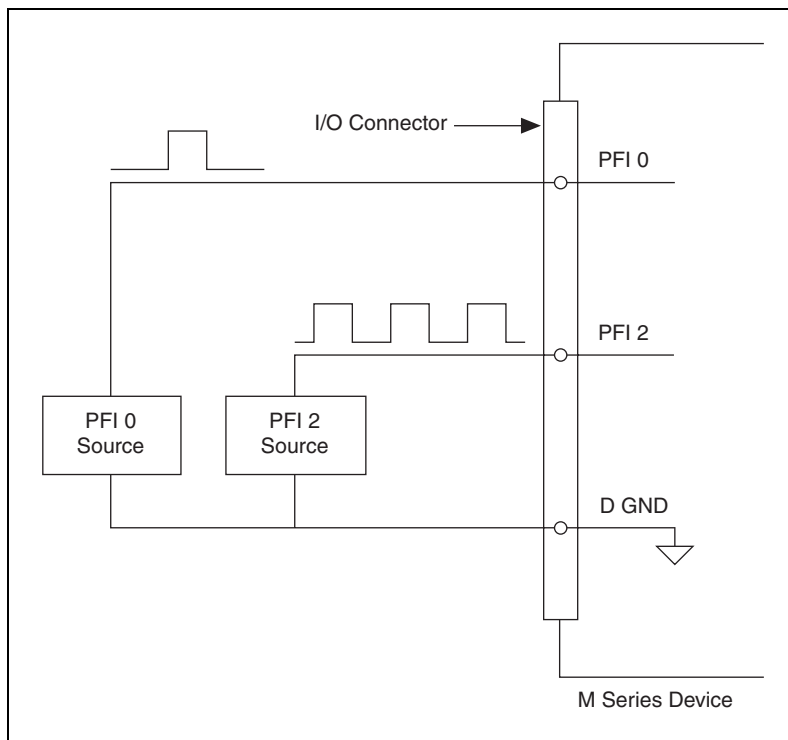 I/O Connector
PFI 0
PFI 2
PFI 0
Source
PFI 2
Source
D GND
M Series Device